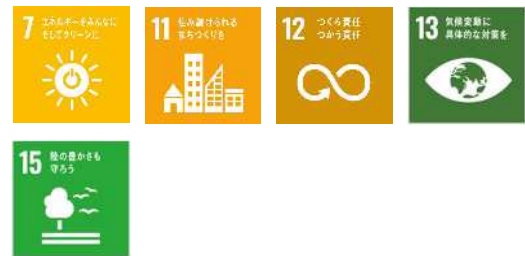 7 エネルギーをみんなに
そしてクリーンに
11 住み続けられる
まちづくりを
12 つくる責任
つかう責任
13 気候変動に
具体的な対策を
15 陸の豊かさも
守ろう